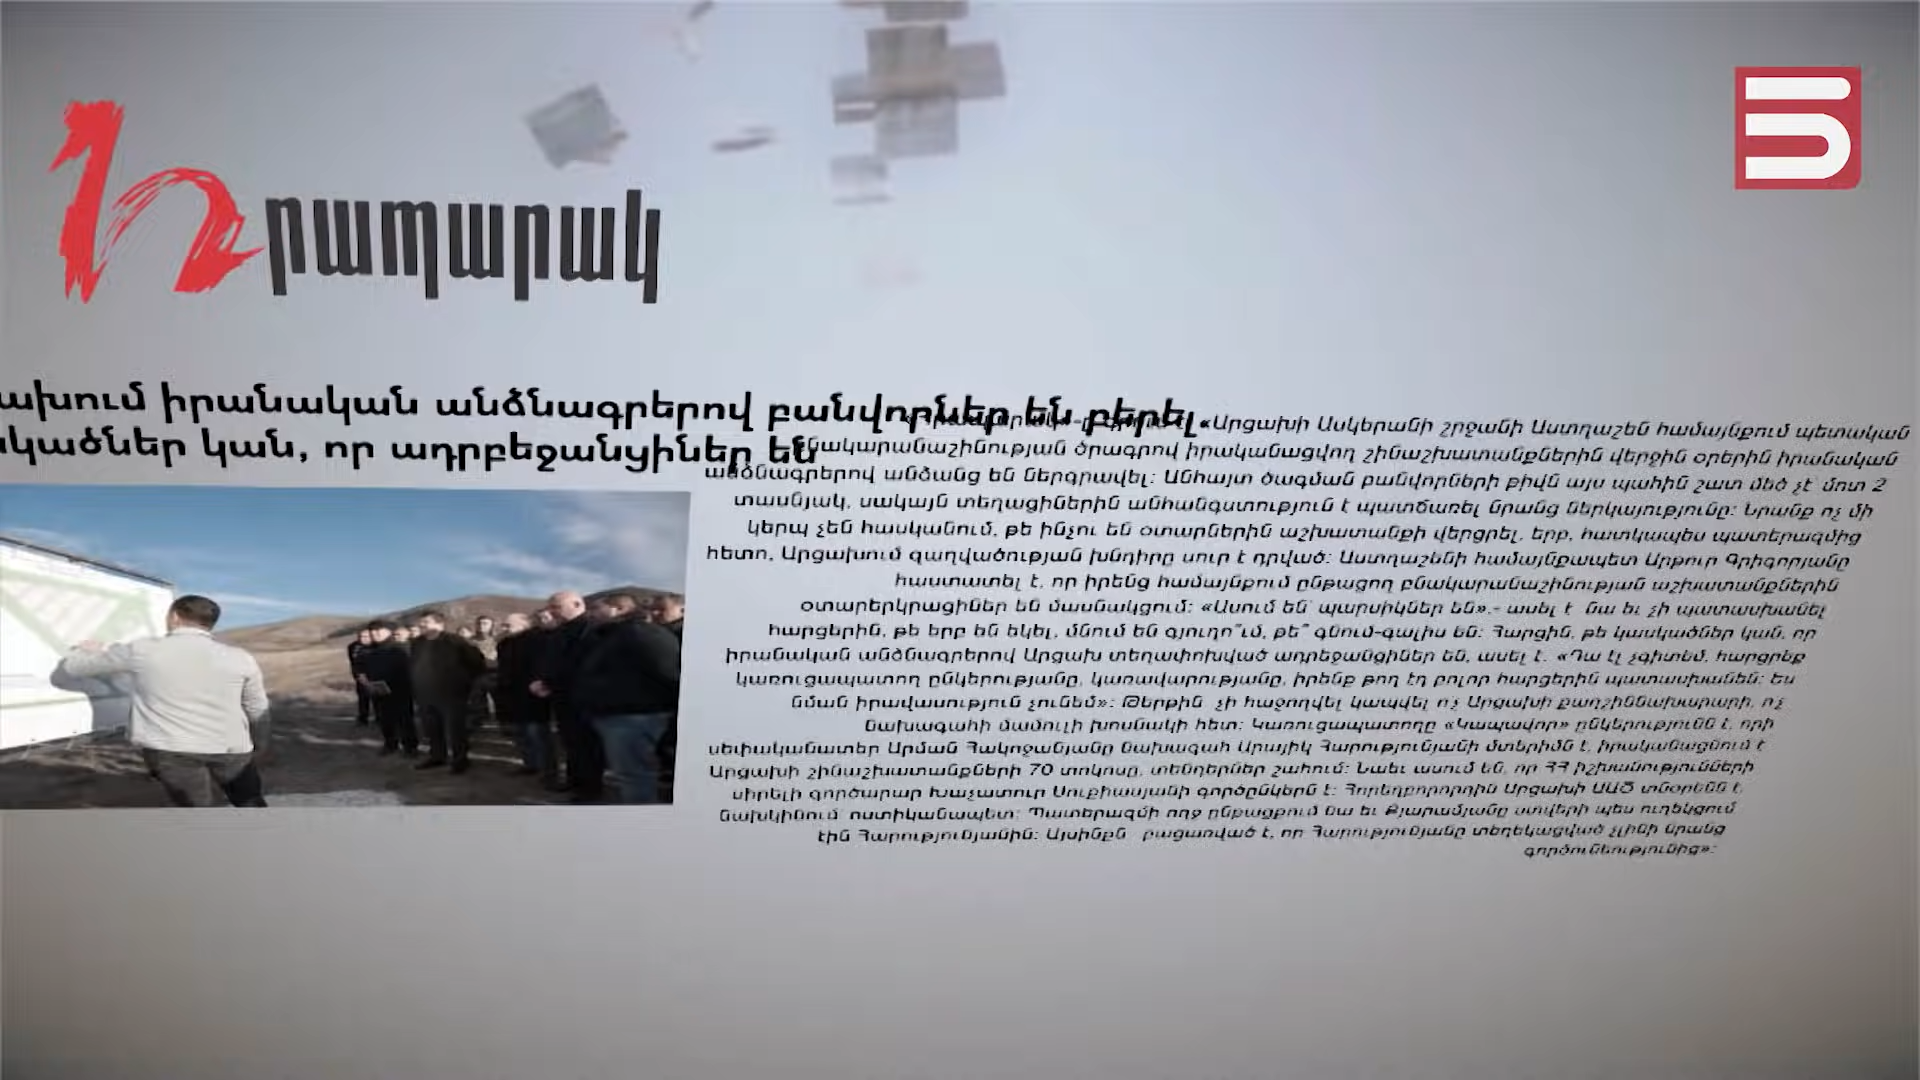 Հրապարակ
ախում իրանական անձնագրերով բանվորներ են բերել.
կածներ կան, որ ադրբեջանցիներ են
«Արցախի Ասկերանի շրջանի Աստղաշեն համայնքում պետական
բնակարանաշինության ծրագրով իրականացվող շինաշխատանքներին վերջին օրերին իրանական
անձնագրերով անձանց են ներգրավել: Անհայտ ծագման բանվորների թիվն այս պահին շատ մեծ չէ՝ մոտ 2
տասնյակ, սակայն տեղացիներին անհանգստություն է պատճառել նրանց ներկայությունը: Նրանք ոչ մի
կերպ չեն հասկանում, թե ինչու են օտարներին աշխատանքի վերցրել, երբ, հատկապես պատերազմից
հետո, Արցախում գաղվածության խնդիրը սուր է դրված: Աստղաշենի համայնքապետ Արթուր Գրիգորյանը
հաստատել է, որ իրենց համայնքում ընթացող բնակարանաշինության աշխատանքներին
օտարերկրացիներ են մասնակցում: «Ասում են՝ պարսիկներ են»,- ասել է նա եւ չի պատասխանել
հարցերին, թե երբ են եկել, մնում են գյուղո՞ւմ, թե՞ գնում-գալիս են: Հարցին, թե կասկածներ կան, որ
իրանական անձնագրերով Արցախ տեղափոխված ադրեջանցիներ են, ասել է. «Դա էլ չգիտեմ, հարցրեք
կառուցապատող ընկերությանը, կառավարությանը, իրենք թող էդ բոլոր հարցերին պատասխանեն: Ես
նման իրավասություն չունեմ»: Թերթին չի հաջողվել կապվել ո՛չ Արցախի քաղշիննախարարի, ո՛չ
նախագահի մամուլի խոսնակի հետ: Կառուցապատողը «Կապավոր» ընկերությունն է, որի
սեփականատեր Արման Հակոջանյանը նախագահ Արայիկ Հարությունյանի մտերիմն է, իրականացնում է
Արցախի շինաշխատանքների 70 տոկոսը, տենդերներ շահում: Նաեւ ասում են, որ ՀՀ իշխանությունների
սիրելի գործարար Խաչատուր Սուքիասյանի գործընկերն է: Հորեղբորորդին Արցախի ԱԱԾ տնօրենն է,
նախկինում՝ ոստիկանապետ: Պատերազմի ողջ ընթացքում նա եւ Քյարամյանը ստվերի պես ուղեկցում
էին Հարությունյանին: Այսինքն՝ բացառված է, որ Հարությունյանը տեղեկացված չլինի նրանց
գործունեությունից»: